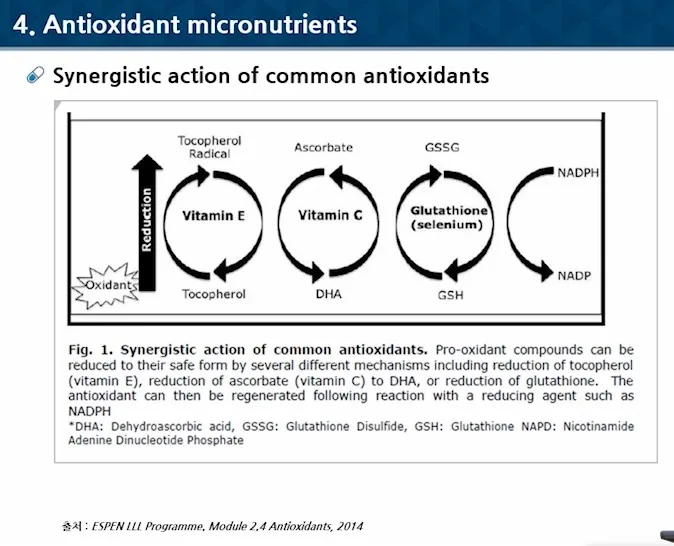 4. Antioxidant micronutrients
Synergistic action of common antioxidants
Tocopherol
Radical
Ascorbate
GSSG
NADPH
Reduction
Vitamin E
Vitamin C
Glutathione
(selenium)
Oxidant
Tocopherol
DHA
GSH
NADP
Fig. 1. Synergistic action of common antioxidants. Pro-oxidant compounds can be
reduced to their safe form by several different mechanisms including reduction of tocopherol
(vitamin E), reduction of ascorbate (vitamin C) to DHA, or reduction of glutathione. The
antioxidant can then be regenerated following reaction with a reducing agent such as
NADPH
*DHA: Dehydroascorbic acid, GSSG: Glutathione Disulfide, GSH: Glutathione NAPD: Nicotinamide
Adenine Dinucleotide Phosphate
출처 : ESPEN LLL Programme, Module 2.4 Antioxidants, 2014